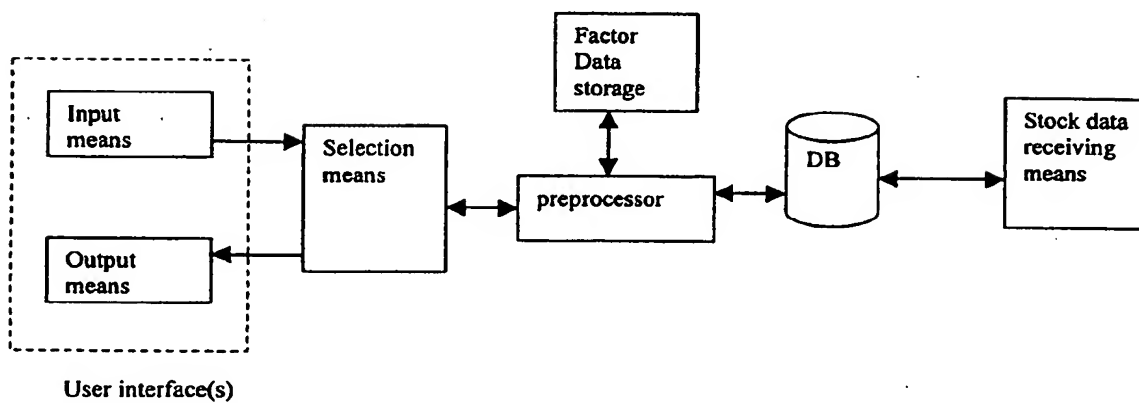 Factor
Data
storage
Input
means
Selection
means
DB
Stock data
receiving
means
preprocessor
Output
means
User interface(s)